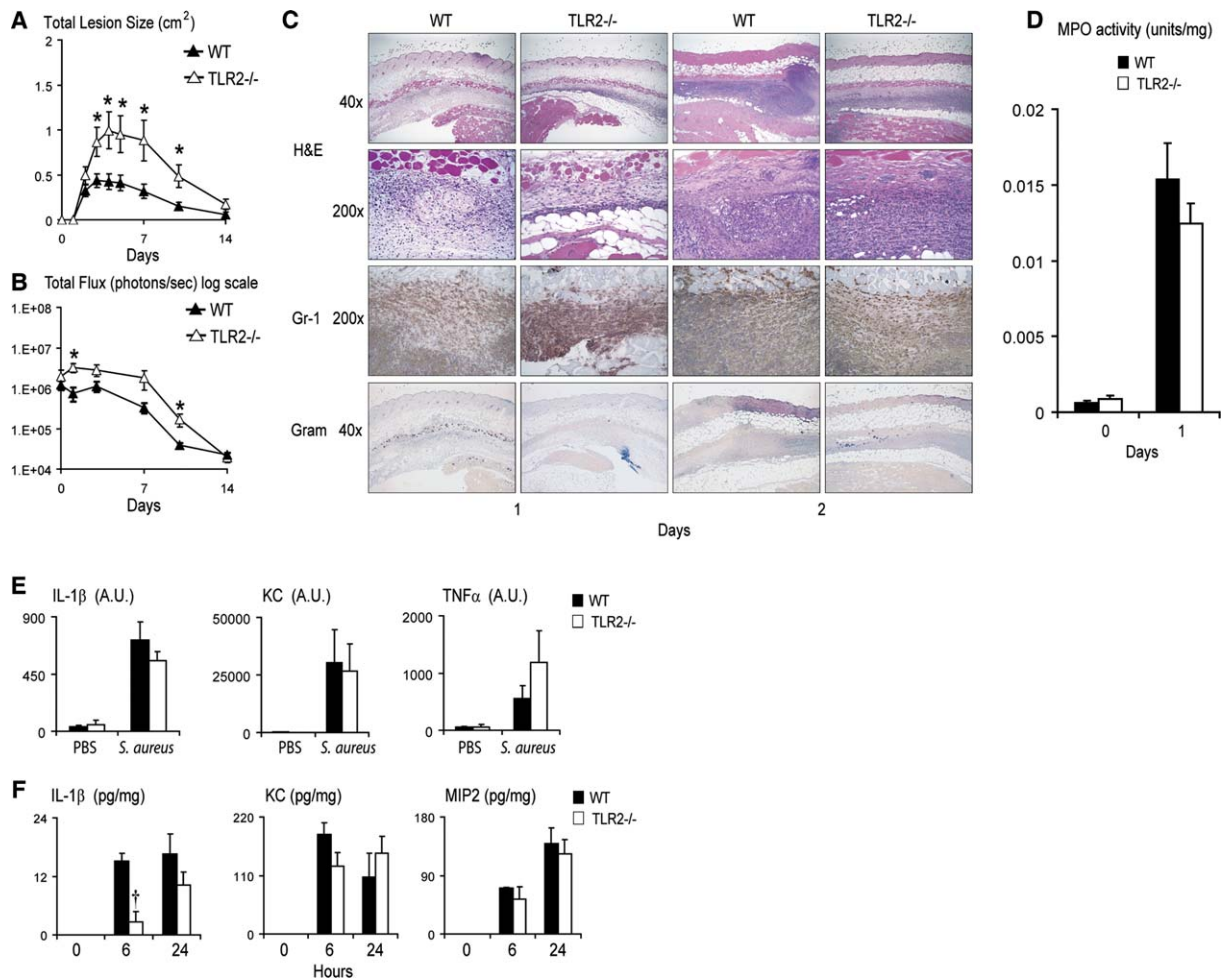 A
Total Lesion Size (cm²)
WT
TLR2-/-
2
1.5
1
0.5
0
* * * * *
0 7 14
Days
B
Total Flux (photons/sec) log scale
WT
TLR2-/-
1.E+08
1.E+07
1.E+06
1.E+05
1.E+04
* *
0 7 14
Days
C
WT TLR2-/- WT TLR2-/-
40x
H&E
200x
Gr-1 200x
Gram 40x
1 2
Days
D
MPO activity (units/mg)
WT
TLR2-/-
0.02
0.015
0.01
0.005
0
0 1
Days
E
IL-1β (A.U.)
900
450
0
PBS S. aureus
KC (A.U.)
50000
25000
0
PBS S. aureus
TNFα (A.U.)
2000
1000
0
PBS S. aureus
WT
TLR2-/-
F
IL-1β (pg/mg)
24
12
0
†
0 6 24
KC (pg/mg)
220
110
0
0 6 24
Hours
MIP2 (pg/mg)
180
90
0
0 6 24
WT
TLR2-/-